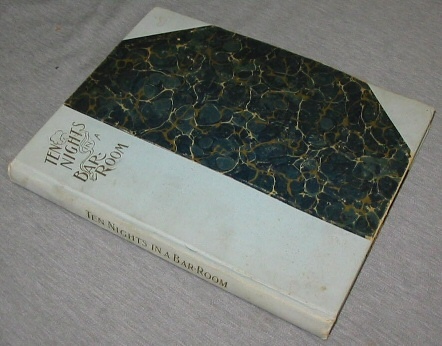 TEN
NIGHTS
IN A
BAR-
ROOM
TEN NIGHTS IN A BAR-ROOM